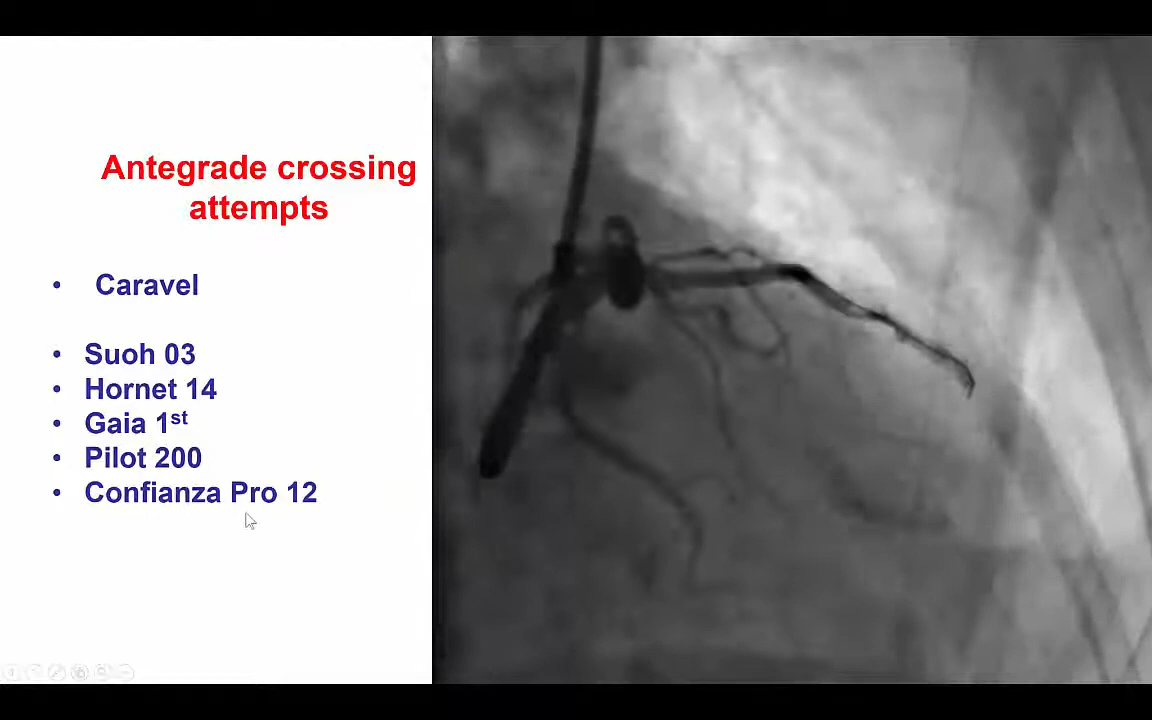 Antegrade crossing
attempts
• Caravel
• Suoh 03
• Hornet 14
• Gaia 1st
• Pilot 200
• Confianza Pro 12